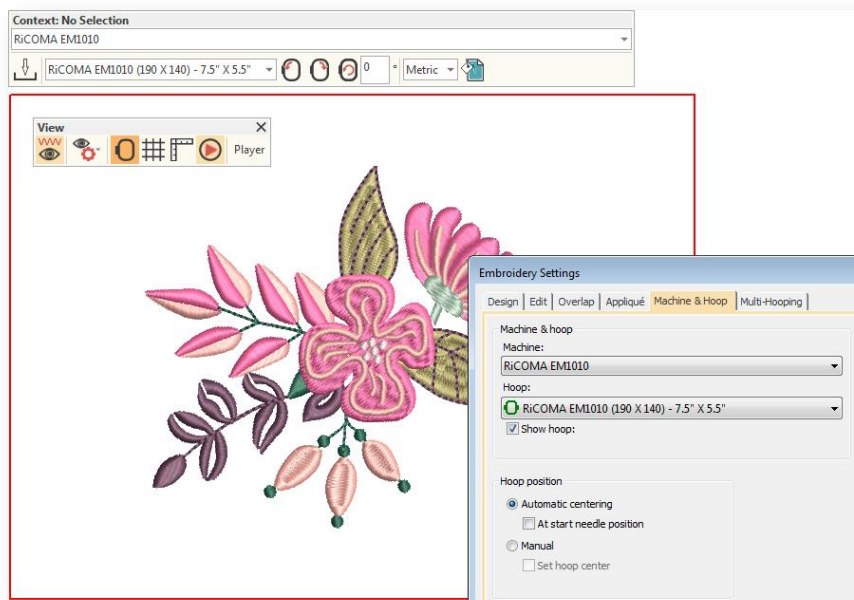 Context: No Selection
RiCOMA EM1010
RiCOMA EM1010 (190 X 140) - 7.5" X 5.5" 0 ° Metric
View
Player
Embroidery Settings
Design Edit Overlap Appliqué Machine & Hoop Multi-Hooping
Machine & hoop
Machine:
RiCOMA EM1010
Hoop:
RiCOMA EM1010 (190 X 140) - 7.5" X 5.5"
Show hoop:
Hoop position
Automatic centering
At start needle position
Manual
Set hoop center